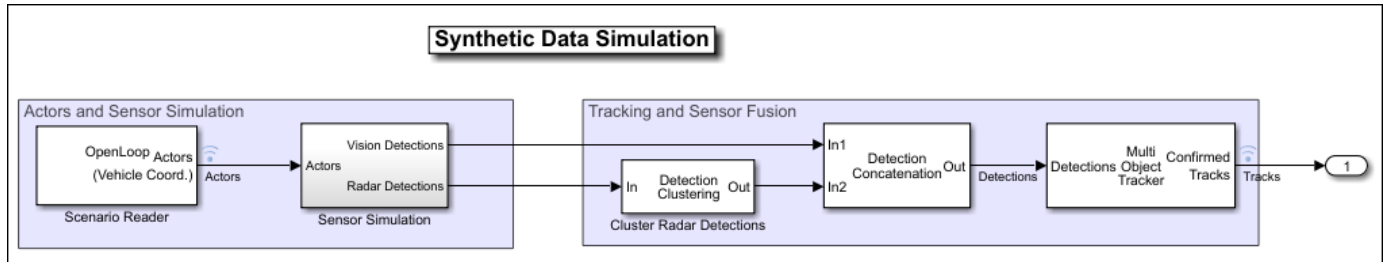 Synthetic Data Simulation
Actors and Sensor Simulation
OpenLoop
(Vehicle Coord.)
Actors
Scenario Reader
Actors
Actors
Vision Detections
Radar Detections
Sensor Simulation
Tracking and Sensor Fusion
In
Detection
Clustering
Out
Cluster Radar Detections
In1
In2
Detection
Concatenation
Out
Detections
Detections
Multi
Object
Tracker
Confirmed
Tracks
Tracks
1